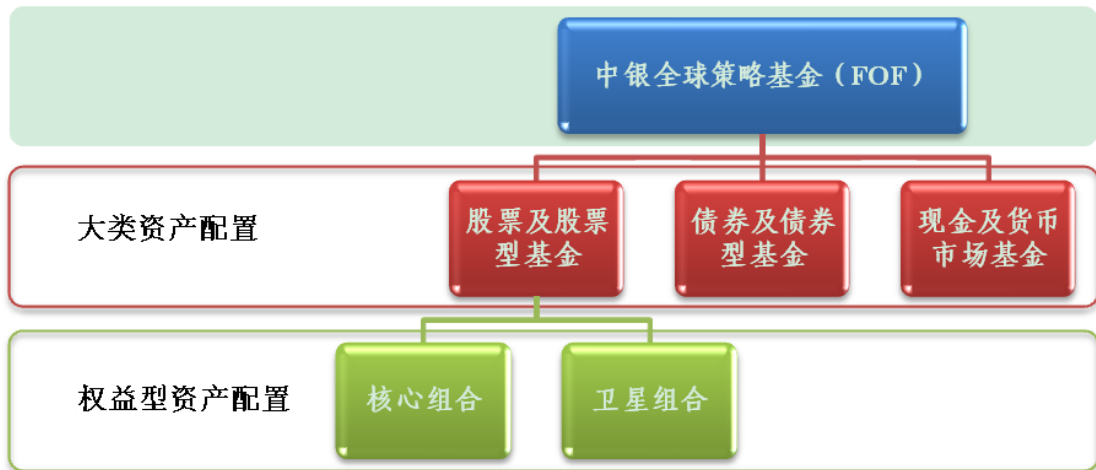 中银全球策略基金（FOF）
大类资产配置
股票及股票
型基金
债券及债券
型基金
现金及货币
市场基金
权益型资产配置
核心组合
卫星组合